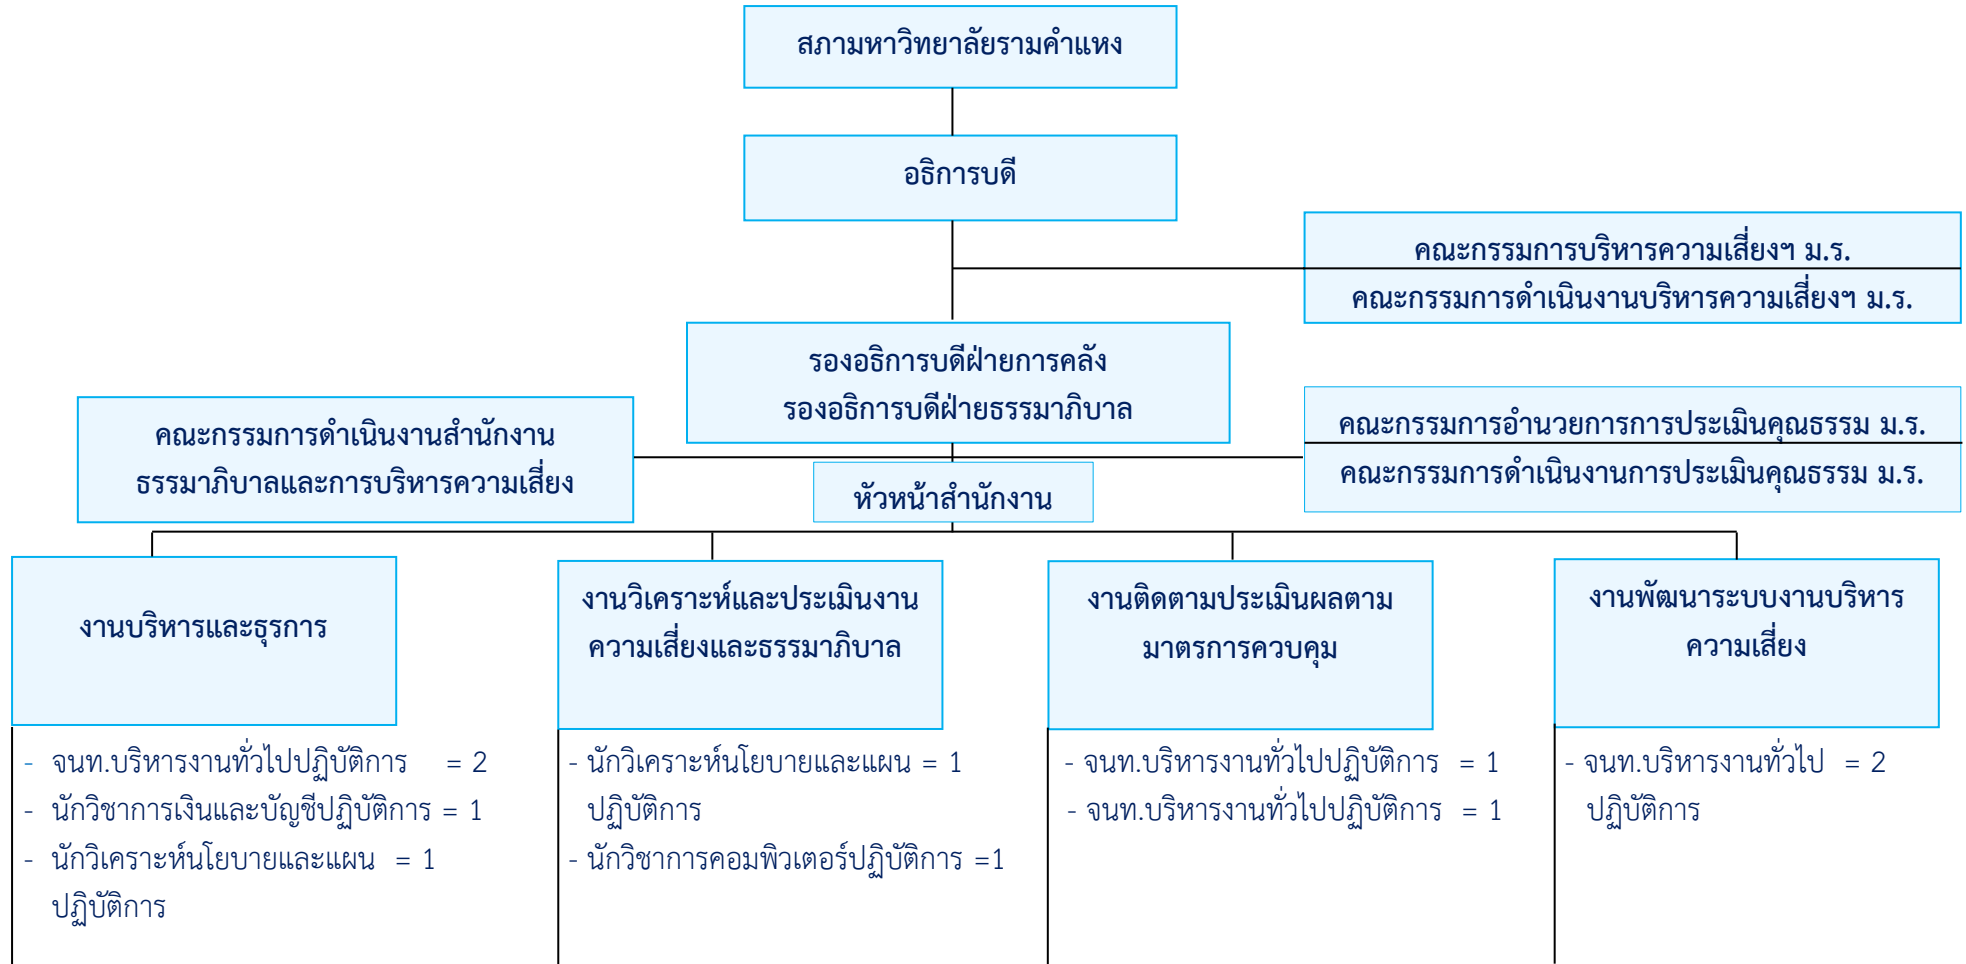 สภามหาวิทยาลัยรามคำแหง
อธิการบดี
คณะกรรมการบริหารความเสี่ยงฯ ม.ร.
คณะกรรมการดำเนินงานบริหารความเสี่ยงฯ ม.ร.
รองอธิการบดีฝ่ายการคลัง
รองอธิการบดีฝ่ายธรรมาภิบาล
คณะกรรมการดำเนินงานสำนักงาน
ธรรมาภิบาลและการบริหารความเสี่ยง
คณะกรรมการอำนวยการการประเมินคุณธรรม ม.ร.
คณะกรรมการดำเนินงานการประเมินคุณธรรม ม.ร.
หัวหน้าสำนักงาน
งานบริหารและธุรการ
- จนท.บริหารงานทั่วไปปฏิบัติการ = 2
- นักวิชาการเงินและบัญชีปฏิบัติการ = 1
- นักวิเคราะห์นโยบายและแผน = 1
ปฏิบัติการ
งานวิเคราะห์และประเมินงาน
ความเสี่ยงและธรรมาภิบาล
- นักวิเคราะห์นโยบายและแผน = 1
ปฏิบัติการ
- นักวิชาการคอมพิวเตอร์ปฏิบัติการ =1
งานติดตามประเมินผลตาม
มาตรการควบคุม
- จนท.บริหารงานทั่วไปปฏิบัติการ = 1
- จนท.บริหารงานทั่วไปปฏิบัติการ = 1
งานพัฒนาระบบงานบริหาร
ความเสี่ยง
- จนท.บริหารงานทั่วไป = 2
ปฏิบัติการ